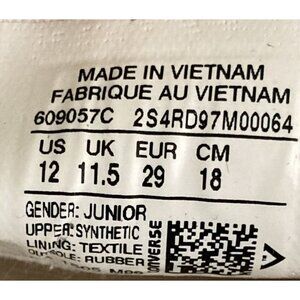 MADE IN VIETNAM
FABRIQUE AU VIETNAM
609057C 2S4RD97M00064
US UK EUR CM
12 11.5 29 18
GENDER: JUNIOR
UPPER: SYNTHETIC
LINING: TEXTILE
OUTSOLE: RUBBER
CONVERSE